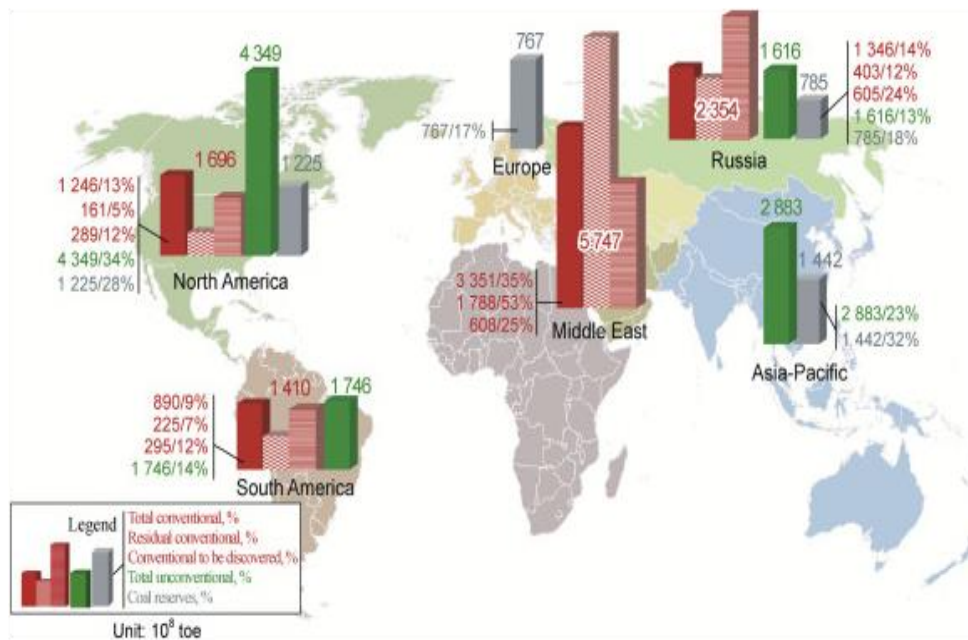 4 349
1 696
1 225
1 246/13%
161/5%
289/12%
4 349/34%
1 225/28%
North America
767
767/17%
Europe
1 616
785
2 354
1 346/14%
403/12%
605/24%
1 616/13%
785/18%
Russia
5 747
3 351/35%
1 788/53%
608/25%
Middle East
2 883
1 442
2 883/23%
1 442/32%
Asia-Pacific
1 410
1 746
890/9%
225/7%
295/12%
1 746/14%
South America
Legend
Total conventional, %
Residual conventional, %
Conventional to be discovered, %
Total unconventional, %
Coal reserves, %
Unit: 10⁸ toe